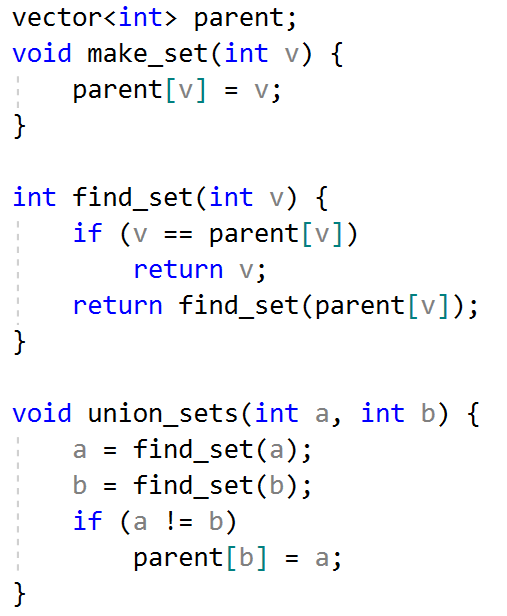 vector<int> parent;
void make_set(int v) {
    parent[v] = v;
}

int find_set(int v) {
    if (v == parent[v])
        return v;
    return find_set(parent[v]);
}

void union_sets(int a, int b) {
    a = find_set(a);
    b = find_set(b);
    if (a != b)
        parent[b] = a;
}